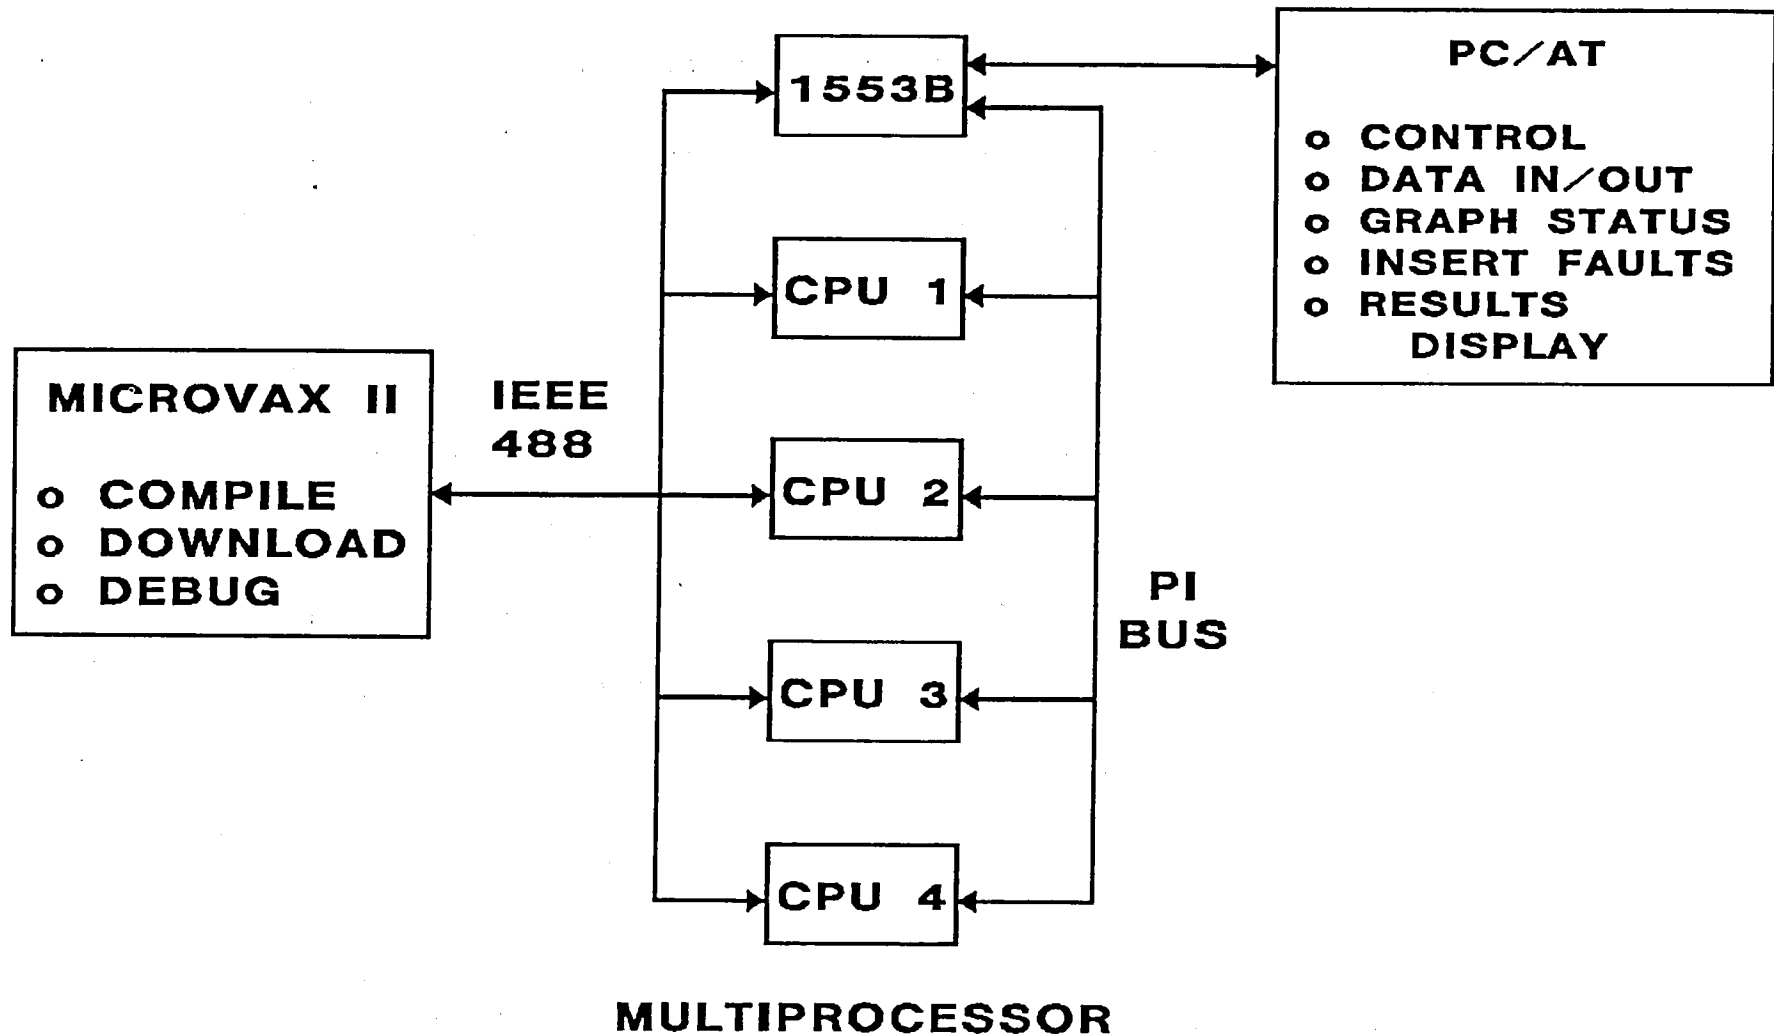 1553B
PC/AT
o CONTROL
o DATA IN/OUT
o GRAPH STATUS
o INSERT FAULTS
o RESULTS
DISPLAY
CPU 1
MICROVAX II
o COMPILE
o DOWNLOAD
o DEBUG
IEEE
488
CPU 2
PI
BUS
CPU 3
CPU 4
MULTIPROCESSOR